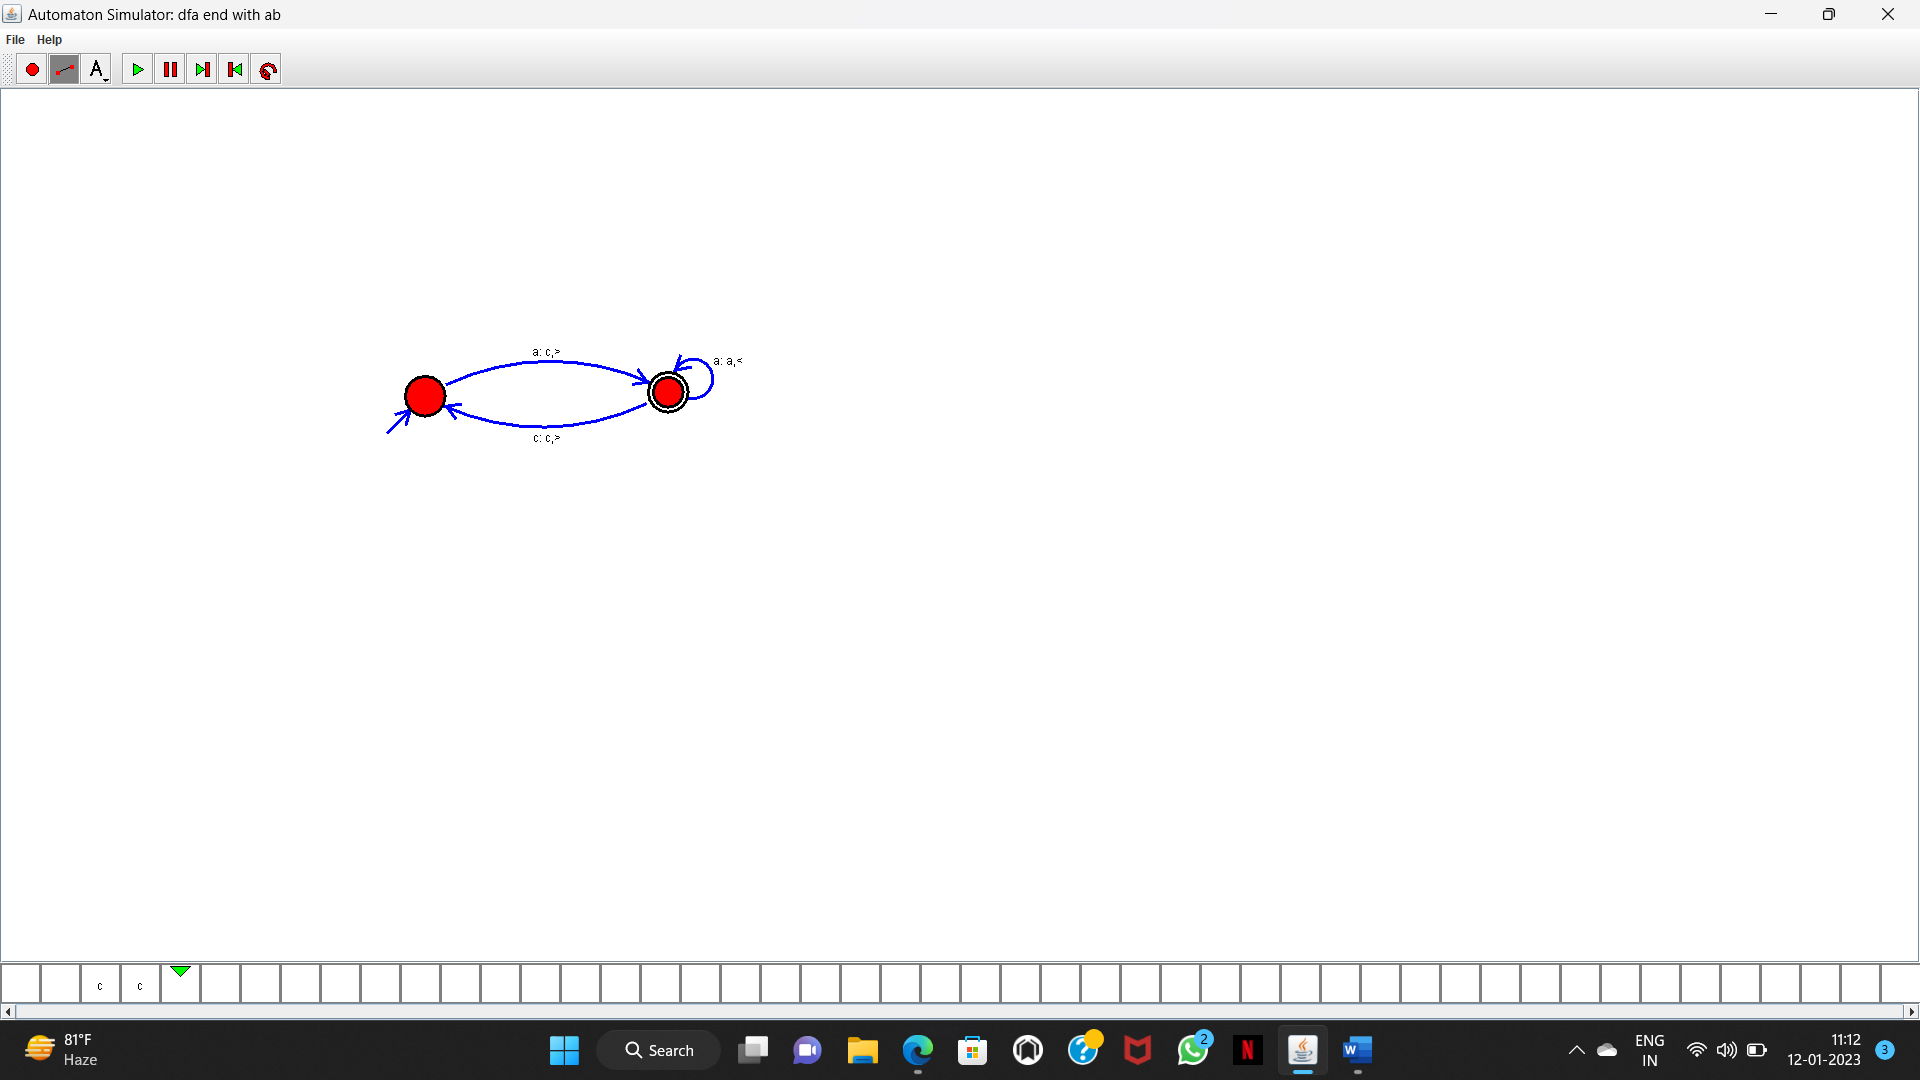 Automaton Simulator: dfa end with ab
File Help
A
a: c,>
a: a,<
c: c,>
c c
81°F
Haze
Search
2
ENG
IN
11:12
12-01-2023
3